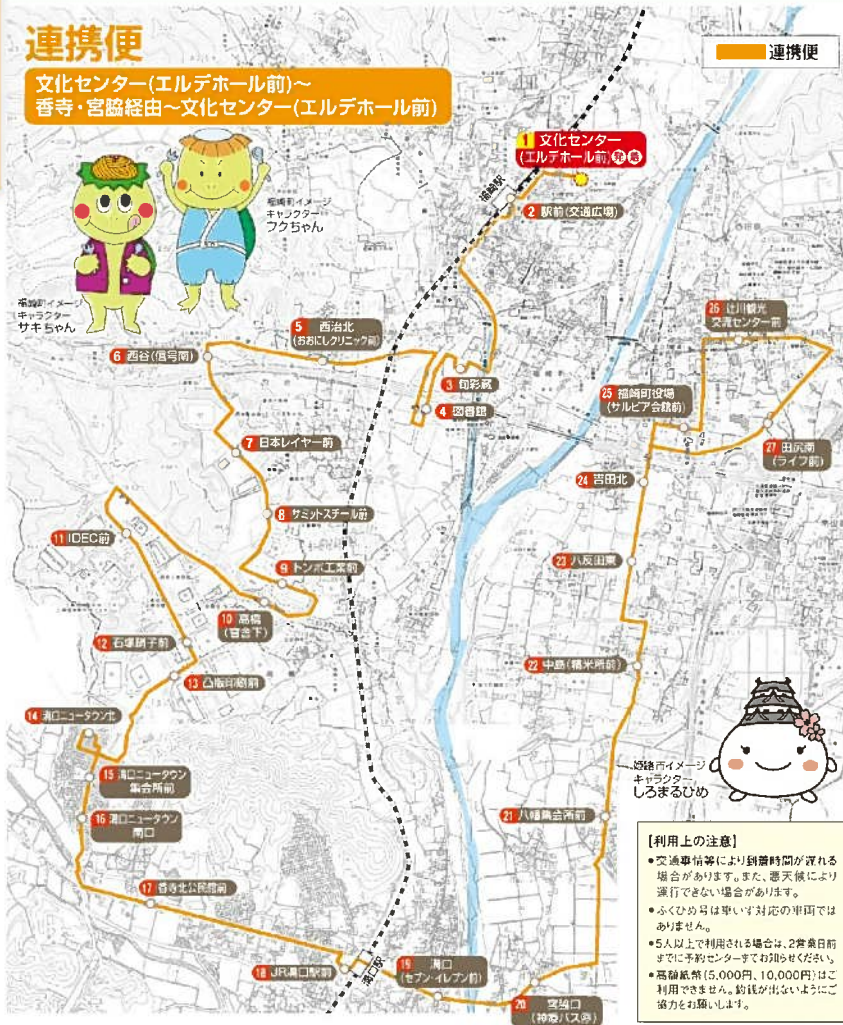 連携便
文化センター(エルデホール前)～
香寺・宮脇経由～文化センター(エルデホール前)
連携便
1 文化センター
(エルデホール前)発着
福崎駅
2 駅前(交通広場)
福崎町イメージ
キャラクター
フクちゃん
福崎町イメージ
キャラクター
サキちゃん
3 旬彩蔵
4 図書館
5 西治北
(おおにしクリニック前)
6 西谷(信号南)
7 日本レイヤー前
8 サミットスチール前
9 トンボ工業前
10 高橋
(官舎下)
11 IDEC前
12 石塚硝子前
13 凸版印刷前
14 溝口ニュータウン北
15 溝口ニュータウン
集会所前
16 溝口ニュータウン
南口
17 香寺北公民館前
18 JR溝口駅前
溝口駅
19 溝口
(セブン-イレブン前)
20 宮脇口
(神姫バス停)
21 八幡集会所前
22 中島(精米所前)
23 八反田東
24 吉田北
25 福崎町役場
(サルビア会館前)
26 辻川観光
交流センター前
27 田尻南
(ライフ前)
姫路市イメージ
キャラクター
しろまるひめ
【利用上の注意】
●交通事情等により到着時間が遅れる
場合があります。また、悪天候により
運行できない場合があります。
●ふくひめ号は車いす対応の車両では
ありません。
●5人以上で利用される場合は、2営業日前
までに予約センターまでお知らせください。
●高額紙幣(5,000円、10,000円)はご
利用できません。釣銭が出ないようにご
協力をお願いします。